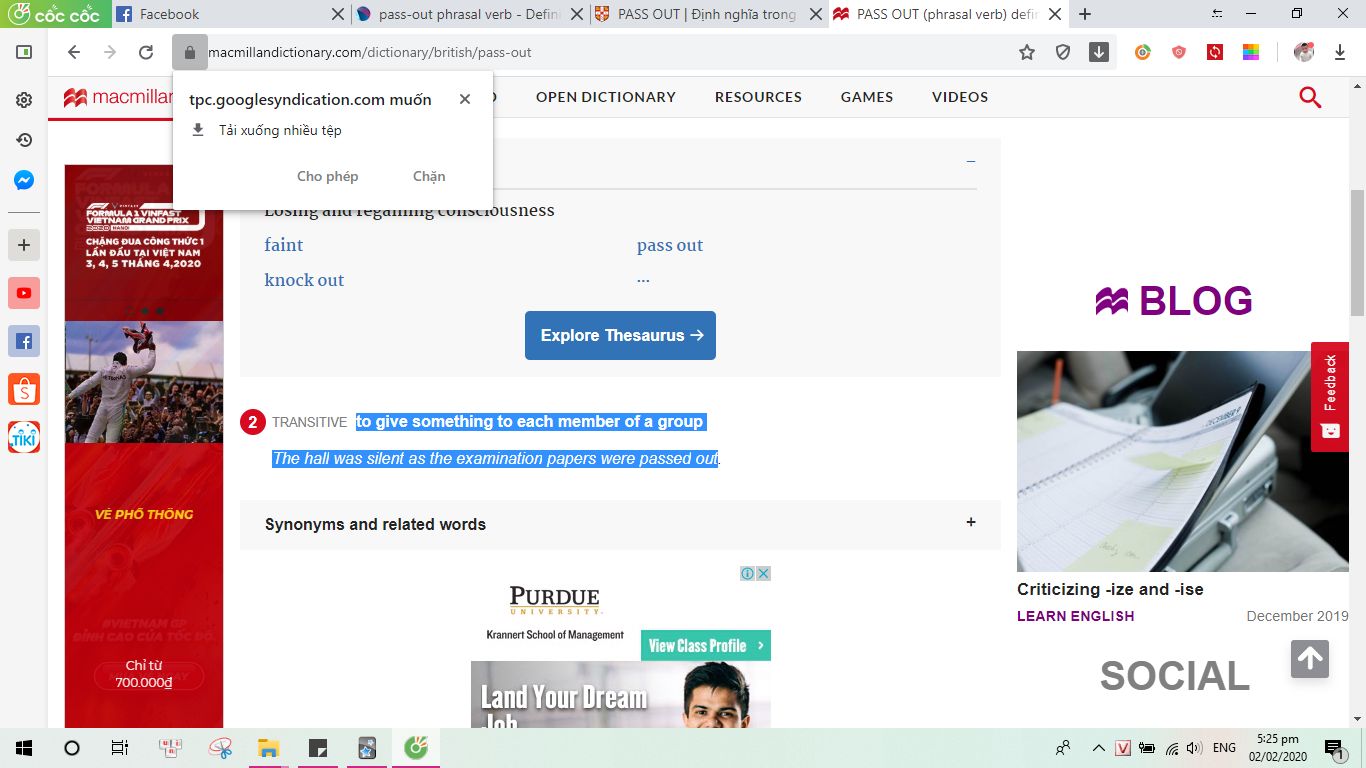 cốc cốc
Facebook
pass-out phrasal verb - Defini
PASS OUT | Định nghĩa trong
PASS OUT (phrasal verb) defin
macmillandictionary.com/dictionary/british/pass-out
macmillan
OPEN DICTIONARY
RESOURCES
GAMES
VIDEOS
tpc.googlesyndication.com muốn
Tải xuống nhiều tệp
Cho phép
Chặn
Losing and regaining consciousness
faint
pass out
knock out
...
Explore Thesaurus →
2 TRANSITIVE to give something to each member of a group
The hall was silent as the examination papers were passed out.
Synonyms and related words
+
FORMULA 1 VINFAST
VIETNAM GRAND PRIX
2020 HANOI
CHẶNG ĐUA CÔNG THỨC 1
LẦN ĐẦU TẠI VIỆT NAM
3, 4, 5 THÁNG 4,2020
VÉ PHỔ THÔNG
#VIETNAM GP
ĐỈNH CAO CỦA TỐC ĐỘ
Chỉ từ
700.000đ
PURDUE
UNIVERSITY
Krannert School of Management
View Class Profile >
Land Your Dream
Job
BLOG
Feedback
Criticizing -ize and -ise
LEARN ENGLISH
December 2019
SOCIAL
TIKI
ENG
5:25 pm
02/02/2020
1